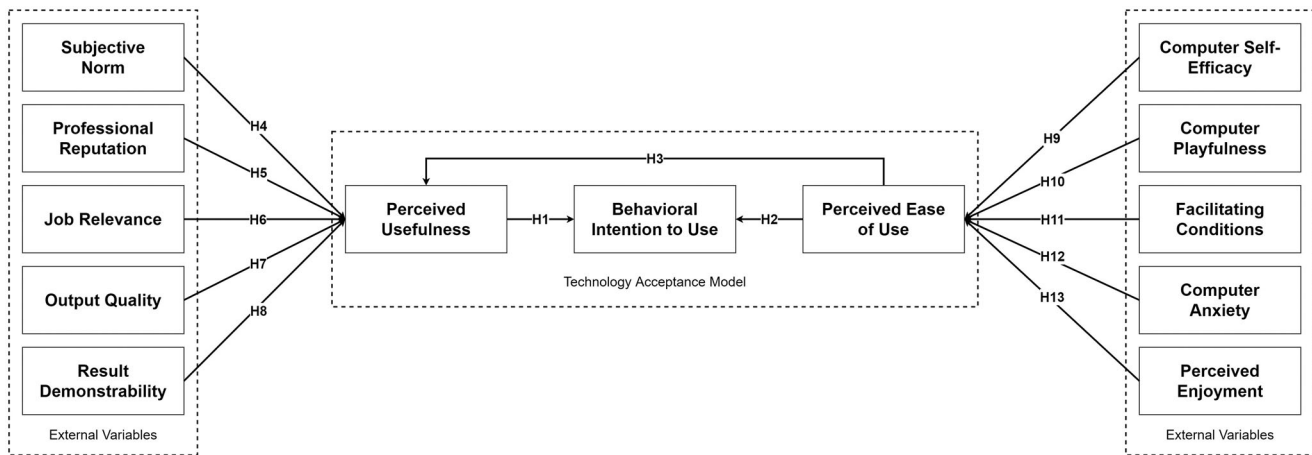 Subjective
Norm
Professional
Reputation
Job Relevance
Output Quality
Result
Demonstrability
External Variables
H4
H5
H6
H7
H8
H3
Perceived
Usefulness
H1
Behavioral
Intention to Use
H2
Perceived Ease
of Use
Technology Acceptance Model
H9
H10
H11
H12
H13
Computer Self-
Efficacy
Computer
Playfulness
Facilitating
Conditions
Computer
Anxiety
Perceived
Enjoyment
External Variables